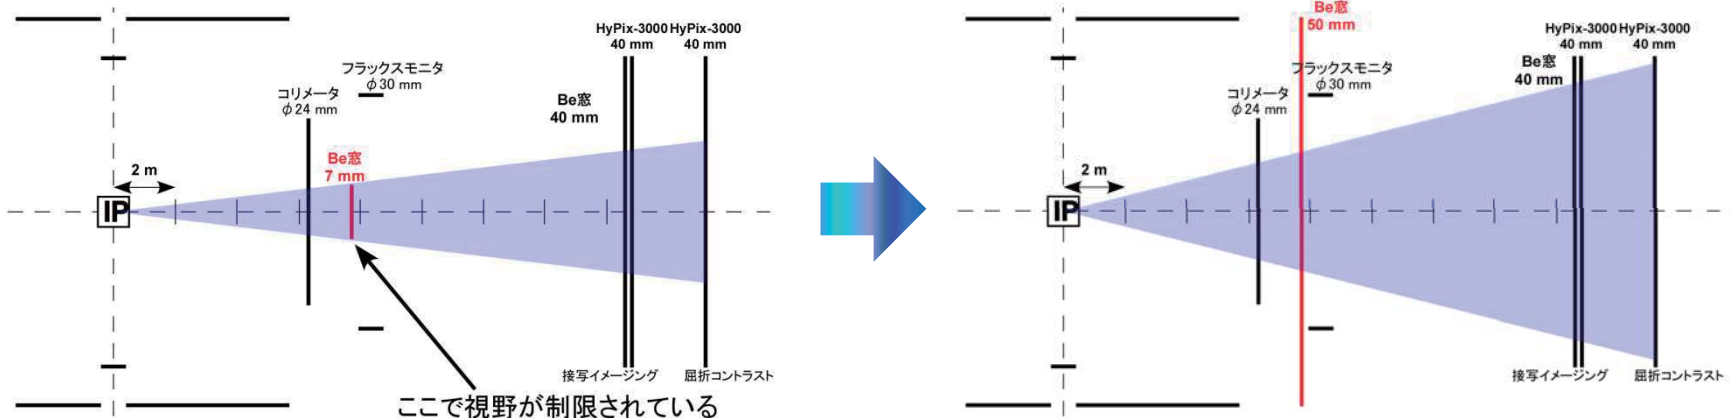 HyPix-3000
40 mm
HyPix-3000
40 mm
フラックスモニタ
φ30 mm
コリメータ
φ24 mm
Be窓
40 mm
Be窓
7 mm
2 m
IP
接写イメージング
屈折コントラスト
ここで視野が制限されている
Be窓
50 mm
HyPix-3000
40 mm
HyPix-3000
40 mm
フラックスモニタ
φ30 mm
Be窓
40 mm
コリメータ
φ24 mm
2 m
IP
接写イメージング
屈折コントラスト